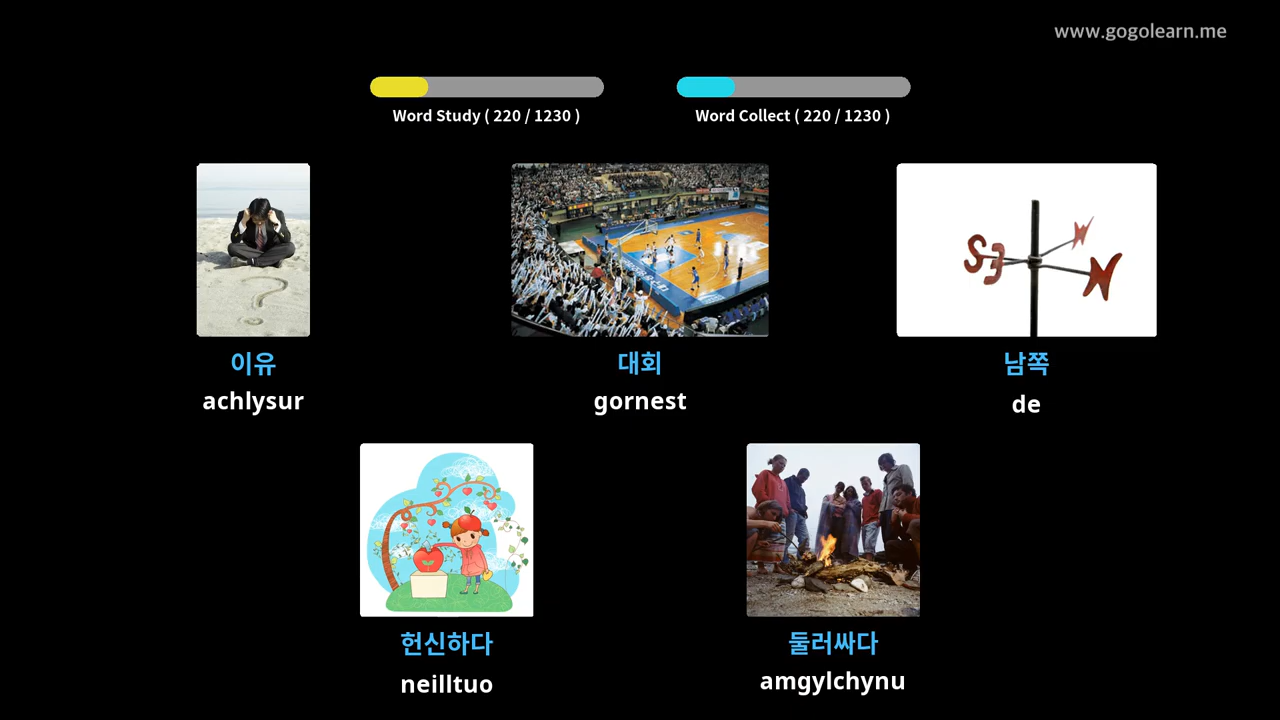 www.gogolearn.me
Word Study ( 220 / 1230 )
Word Collect ( 220 / 1230 )
S
N
이유
대회
남쪽
achlysur
gornest
de
헌신하다
둘러싸다
neilltuo
amgylchynu